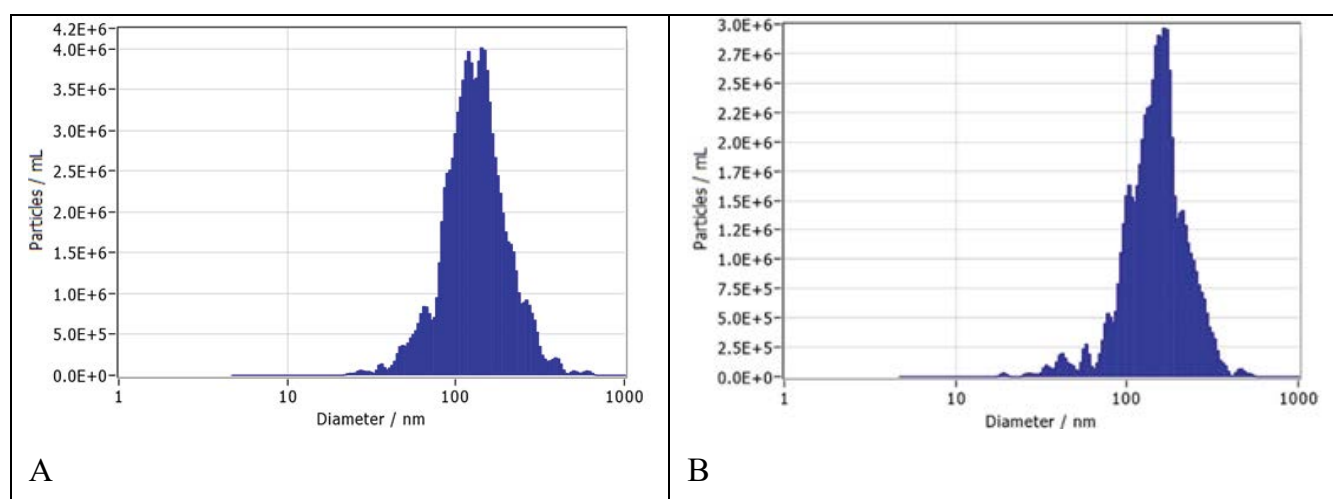 4.2E+6
4.0E+6
3.5E+6
3.0E+6
2.5E+6
2.0E+6
1.5E+6
1.0E+6
5.0E+5
0.0E+0
Particles / mL
1
10
100
1000
Diameter / nm
A
3.0E+6
2.7E+6
2.5E+6
2.2E+6
2.0E+6
1.7E+6
1.5E+6
1.2E+6
1.0E+6
7.5E+5
5.0E+5
2.5E+5
0.0E+0
Particles / mL
1
10
100
1000
Diameter / nm
B